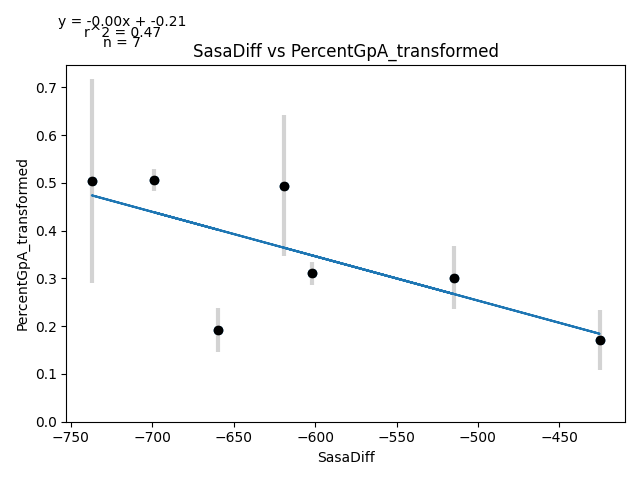 y = -0.00x + -0.21
r^2 = 0.47
n = 7
SasaDiff vs PercentGpA_transformed
PercentGpA_transformed
0.7
0.6
0.5
0.4
0.3
0.2
0.1
0.0
−750 −700 −650 −600 −550 −500 −450
SasaDiff